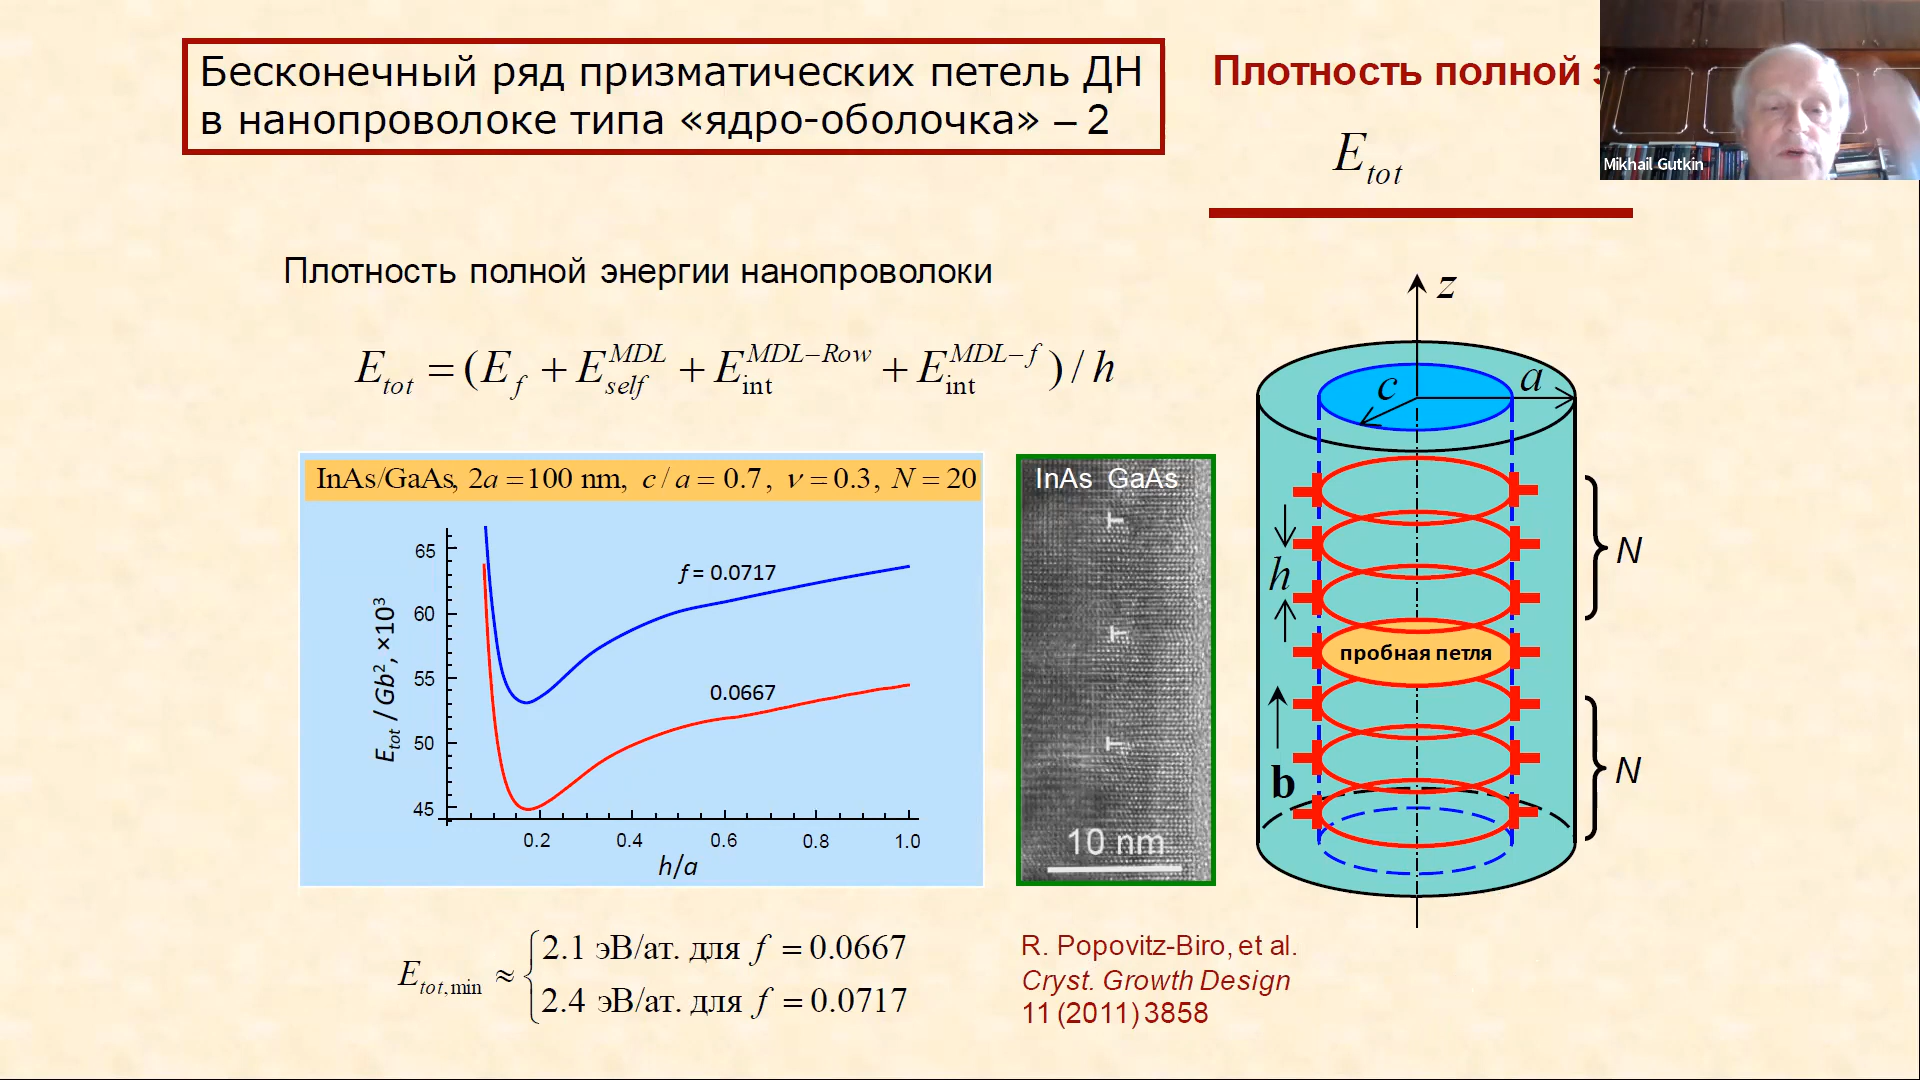 Бесконечный ряд призматических петель ДН
в нанопроволоке типа «ядро-оболочка» – 2
Плотность полной
E_tot
Mikhail Gutkin
Плотность полной энергии нанопроволоки
E_tot = (E_f + E_self^MDL + E_int^MDL–Row + E_int^MDL–f) / h
InAs/GaAs, 2a = 100 nm, c / a = 0.7, ν = 0.3, N = 20
E_tot / Gb², ×10³
65
60
55
50
45
f = 0.0717
0.0667
0.2 0.4 0.6 0.8 1.0
h/a
InAs GaAs
10 nm
z
c
a
h
N
пробная петля
b
N
E_tot,min ≈
2.1 эВ/ат. для f = 0.0667
2.4 эВ/ат. для f = 0.0717
R. Popovitz-Biro, et al.
Cryst. Growth Design
11 (2011) 3858